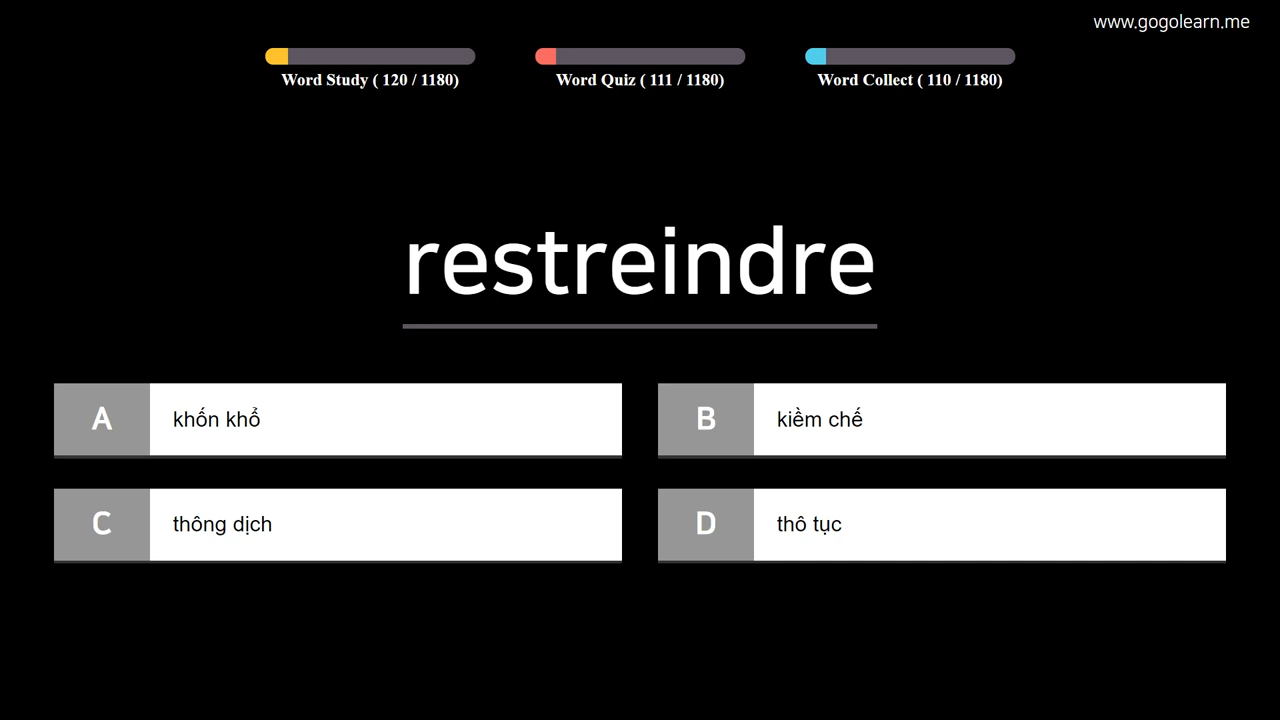 www.gogolearn.me
Word Study ( 120 / 1180)
Word Quiz ( 111 / 1180)
Word Collect ( 110 / 1180)
restreindre
A khốn khổ
B kiềm chế
C thông dịch
D thô tục